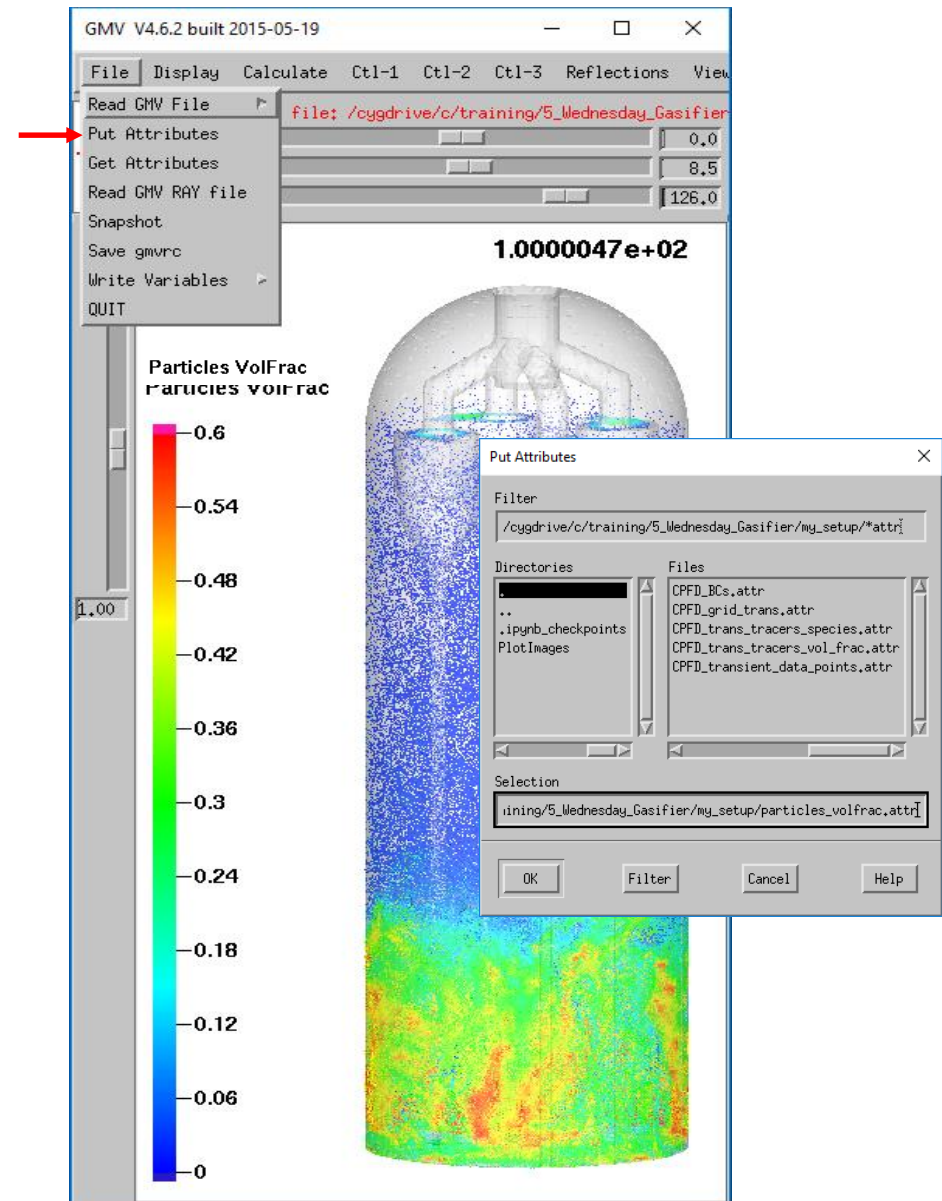 GMV V4.6.2 built 2015-05-19
File Display Calculate Ctl-1 Ctl-2 Ctl-3 Reflections View
file: /cygdrive/c/training/5_Wednesday_Gasifier
Read GMV File
Put Attributes
Get Attributes
Read GMV RAY file
Snapshot
Save gmvrc
Write Variables
QUIT
0.0
8.5
126.0
1.0000047e+02
Particles VolFrac
Particles VolFrac
0.6
0.54
0.48
0.42
0.36
0.3
0.24
0.18
0.12
0.06
0
1.00
Put Attributes
Filter
/cygdrive/c/training/5_Wednesday_Gasifier/my_setup/*attr
Directories
.
..
.ipynb_checkpoints
PlotImages
Files
CPFD_BCs.attr
CPFD_grid_trans.attr
CPFD_trans_tracers_species.attr
CPFD_trans_tracers_vol_frac.attr
CPFD_transient_data_points.attr
Selection
ining/5_Wednesday_Gasifier/my_setup/particles_volfrac.attr
OK Filter Cancel Help